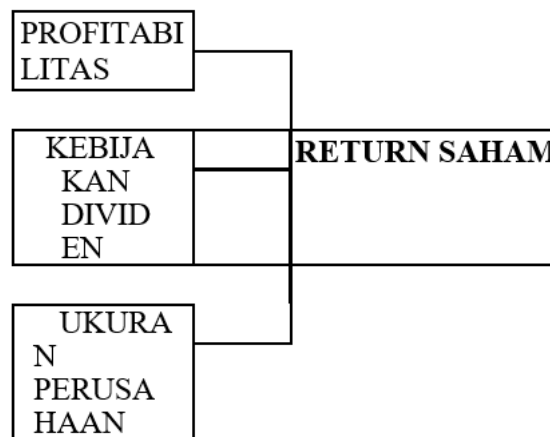 PROFITABI
LITAS
KEBIJA
KAN
DIVID
EN
RETURN SAHAM
UKURA
N
PERUSA
HAAN